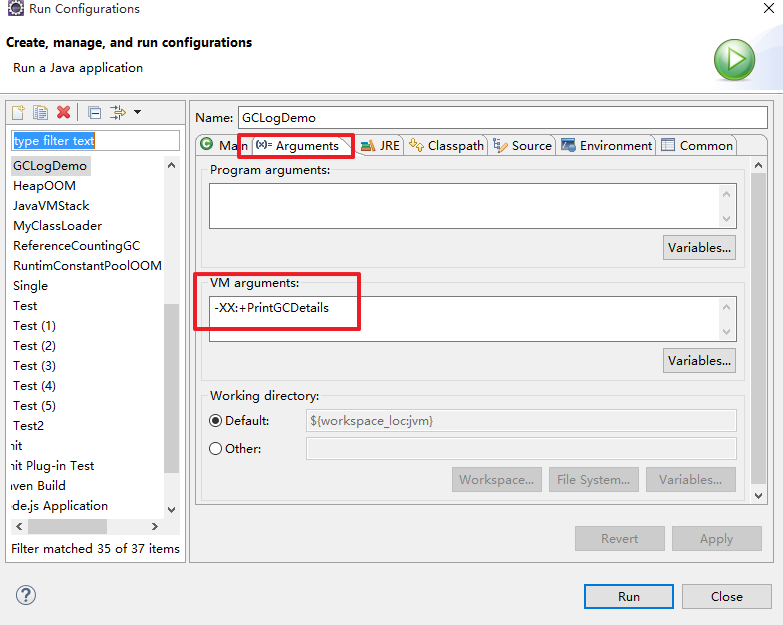 Run Configurations
Create, manage, and run configurations
Run a Java application
type filter text
GCLogDemo
HeapOOM
JavaVMStack
MyClassLoader
ReferenceCountingGC
RuntimConstantPoolOOM
Single
Test
Test (1)
Test (2)
Test (3)
Test (4)
Test (5)
Test2
nit
nit Plug-in Test
aven Build
de.js Application
Filter matched 35 of 37 items
Name: GCLogDemo
Main (x)= Arguments JRE Classpath Source Environment Common
Program arguments:
Variables...
VM arguments:
-XX:+PrintGCDetails
Variables...
Working directory:
Default: ${workspace_loc:jvm}
Other:
Workspace... File System... Variables...
Revert Apply
Run Close